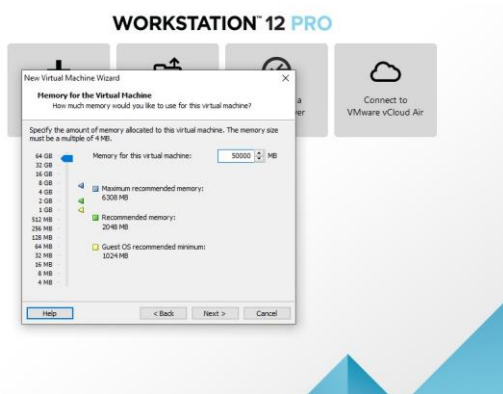 WORKSTATION™ 12 PRO
New Virtual Machine Wizard
Memory for the Virtual Machine
How much memory would you like to use for this virtual machine?
Specify the amount of memory allocated to this virtual machine. The memory size
must be a multiple of 4 MB.
64 GB
32 GB
16 GB
8 GB
4 GB
2 GB
1 GB
512 MB
256 MB
128 MB
64 MB
32 MB
16 MB
8 MB
4 MB
Memory for this virtual machine: 50000 MB
Maximum recommended memory:
6308 MB
Recommended memory:
2048 MB
Guest OS recommended minimum:
1024 MB
Help
< Back
Next >
Cancel
a
er
Connect to
VMware vCloud Air